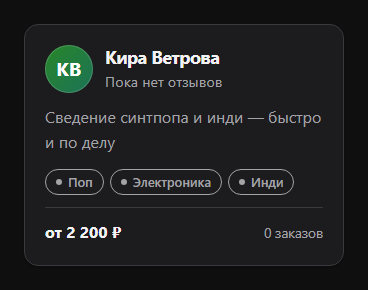 КВ
Кира Ветрова
Пока нет отзывов
Сведение синтпопа и инди — быстро
и по делу
Поп
Электроника
Инди
от 2 200 ₽
0 заказов